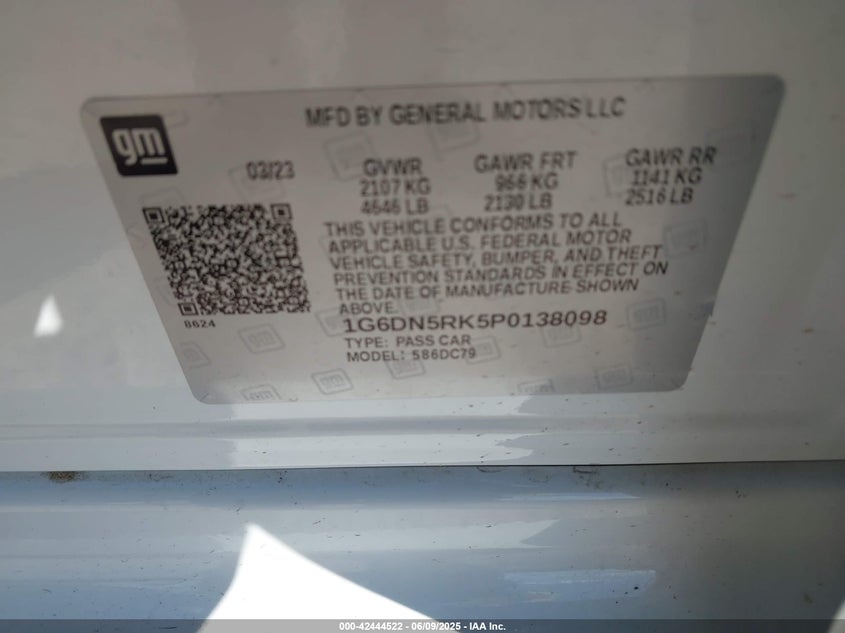 MFD BY GENERAL MOTORS LLC
gm
03/23
GVWR GAWR FRT GAWR RR
2107 KG 966 KG 1141 KG
4646 LB 2130 LB 2516 LB
THIS VEHICLE CONFORMS TO ALL
APPLICABLE U.S. FEDERAL MOTOR
VEHICLE SAFETY, BUMPER, AND THEFT
PREVENTION STANDARDS IN EFFECT ON
THE DATE OF MANUFACTURE SHOWN
ABOVE
8624
1G6DN5RK5P0138098
TYPE: PASS CAR
MODEL: 586DC79
000-42444522 - 06/09/2025 - IAA Inc.